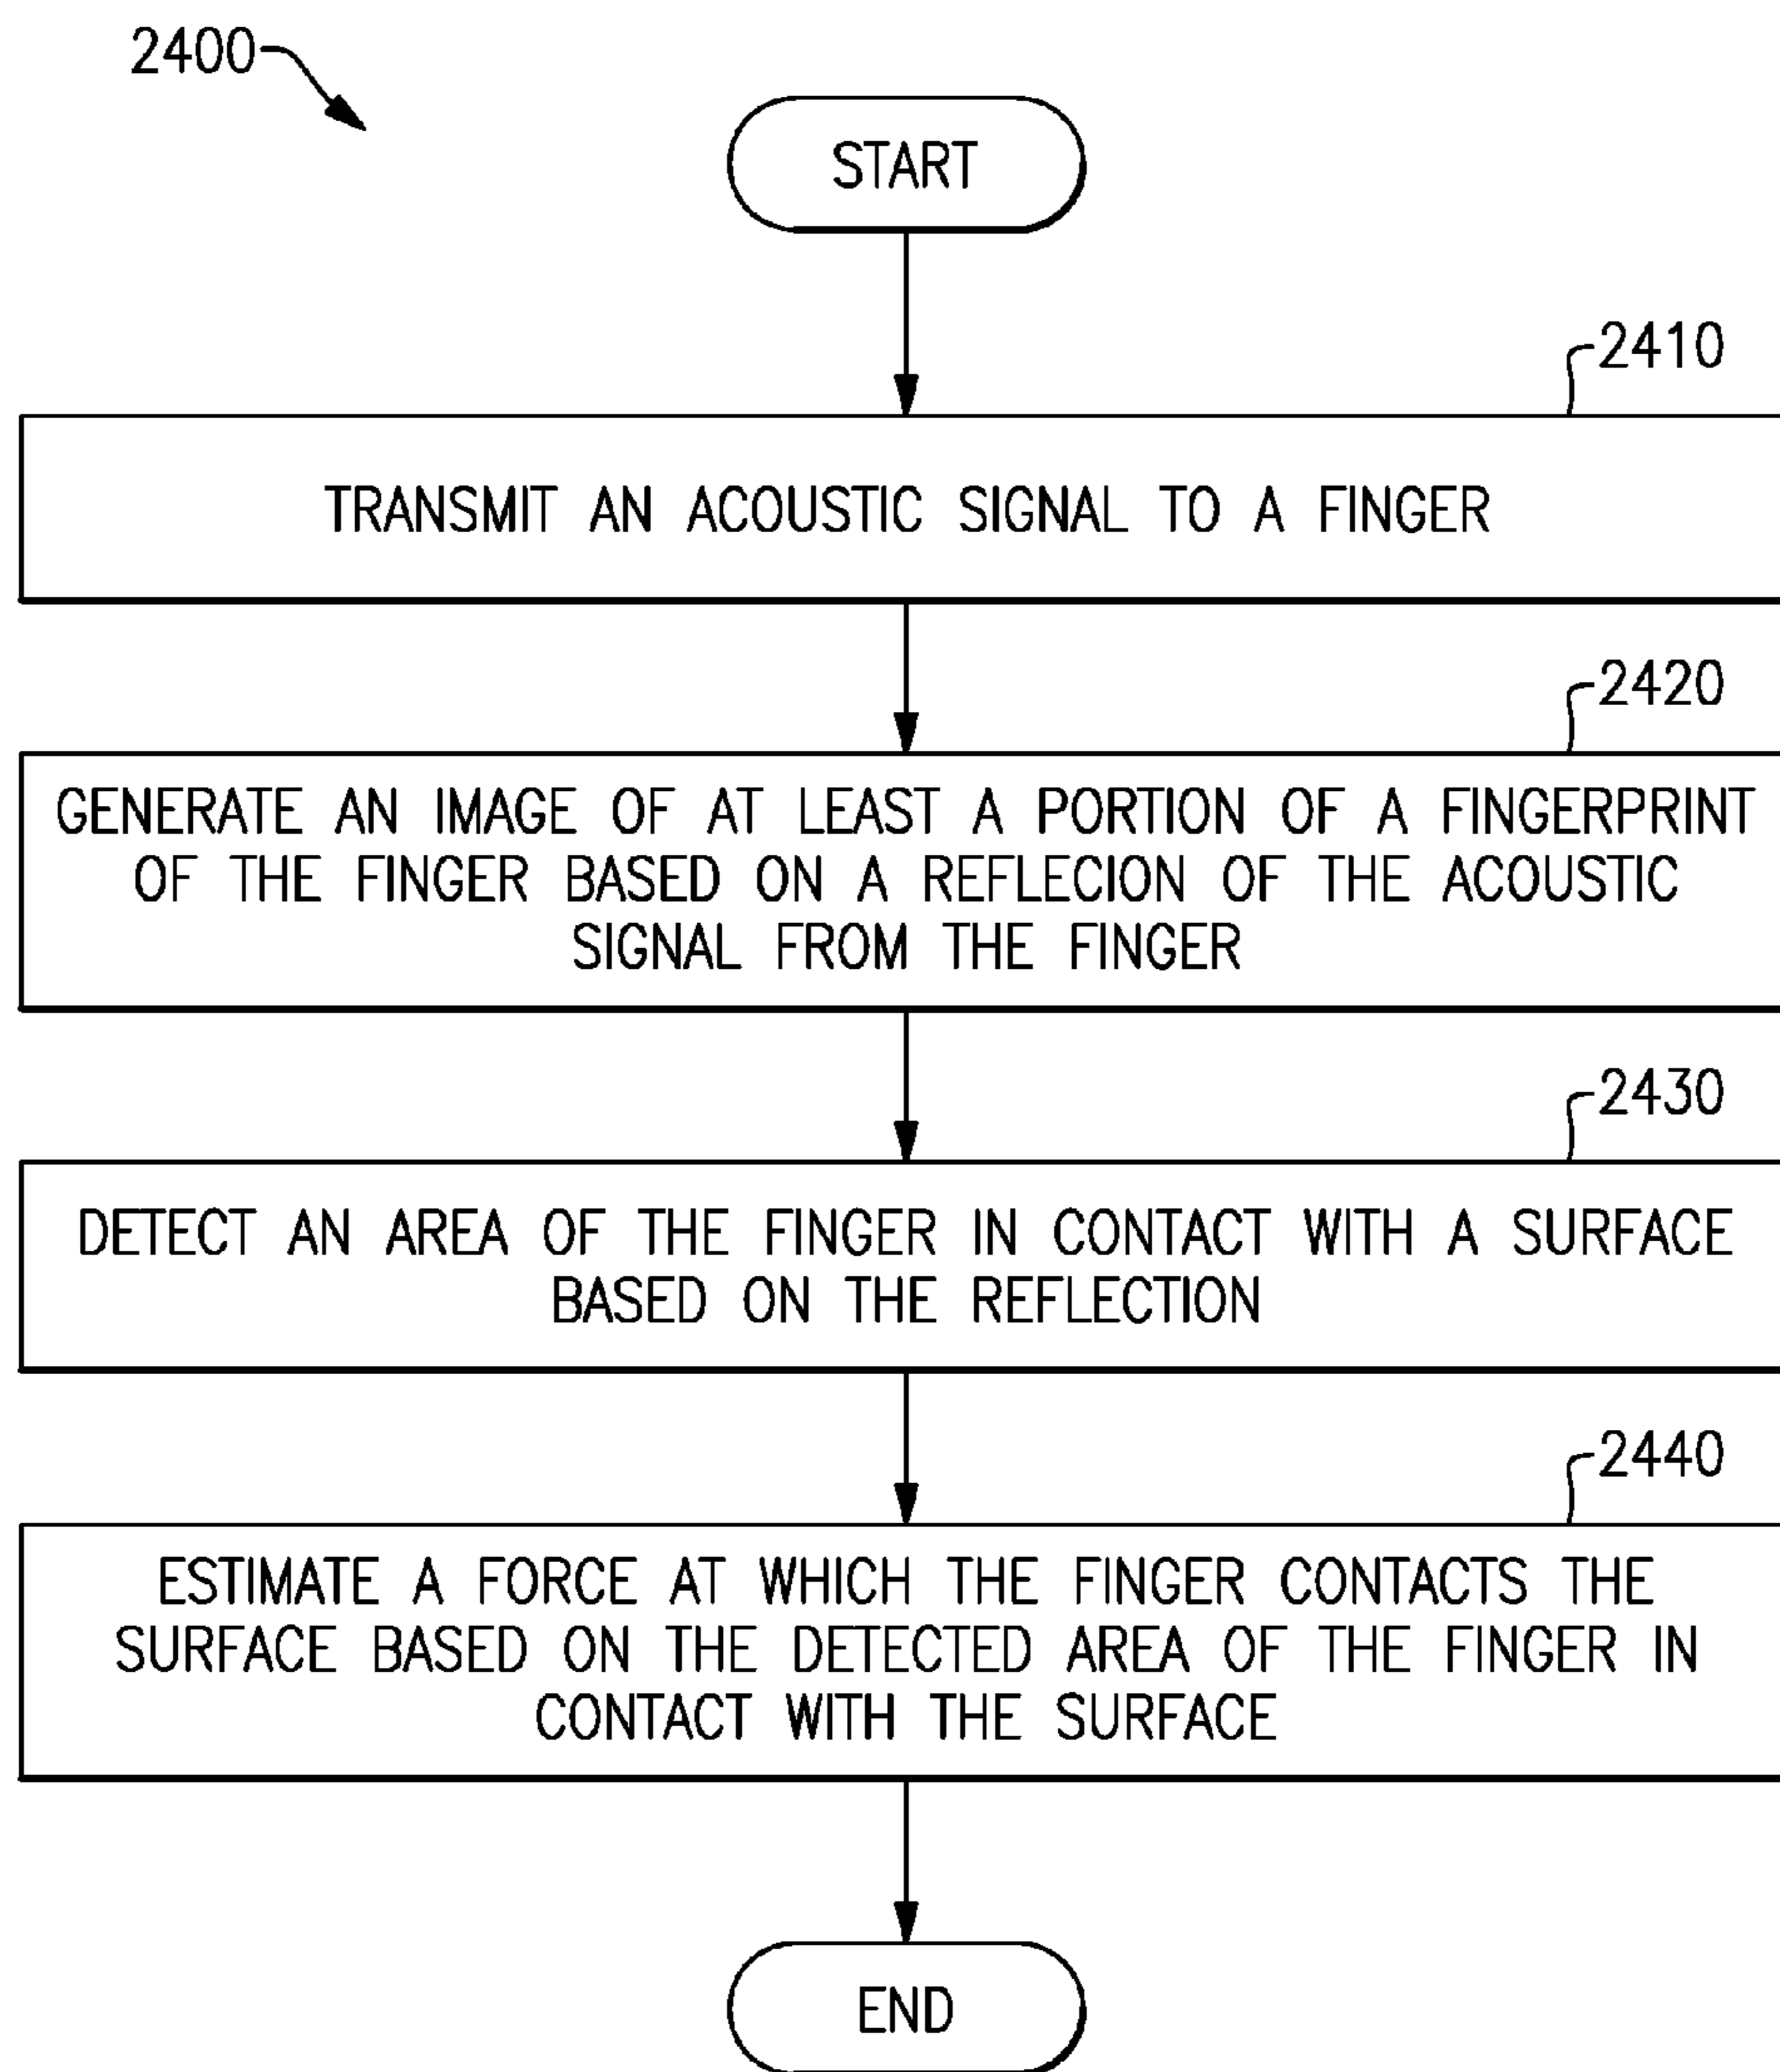 2400
START
2410
TRANSMIT AN ACOUSTIC SIGNAL TO A FINGER
2420
GENERATE AN IMAGE OF AT LEAST A PORTION OF A FINGERPRINT
OF THE FINGER BASED ON A REFLECION OF THE ACOUSTIC
SIGNAL FROM THE FINGER
2430
DETECT AN AREA OF THE FINGER IN CONTACT WITH A SURFACE
BASED ON THE REFLECTION
2440
ESTIMATE A FORCE AT WHICH THE FINGER CONTACTS THE
SURFACE BASED ON THE DETECTED AREA OF THE FINGER IN
CONTACT WITH THE SURFACE
END